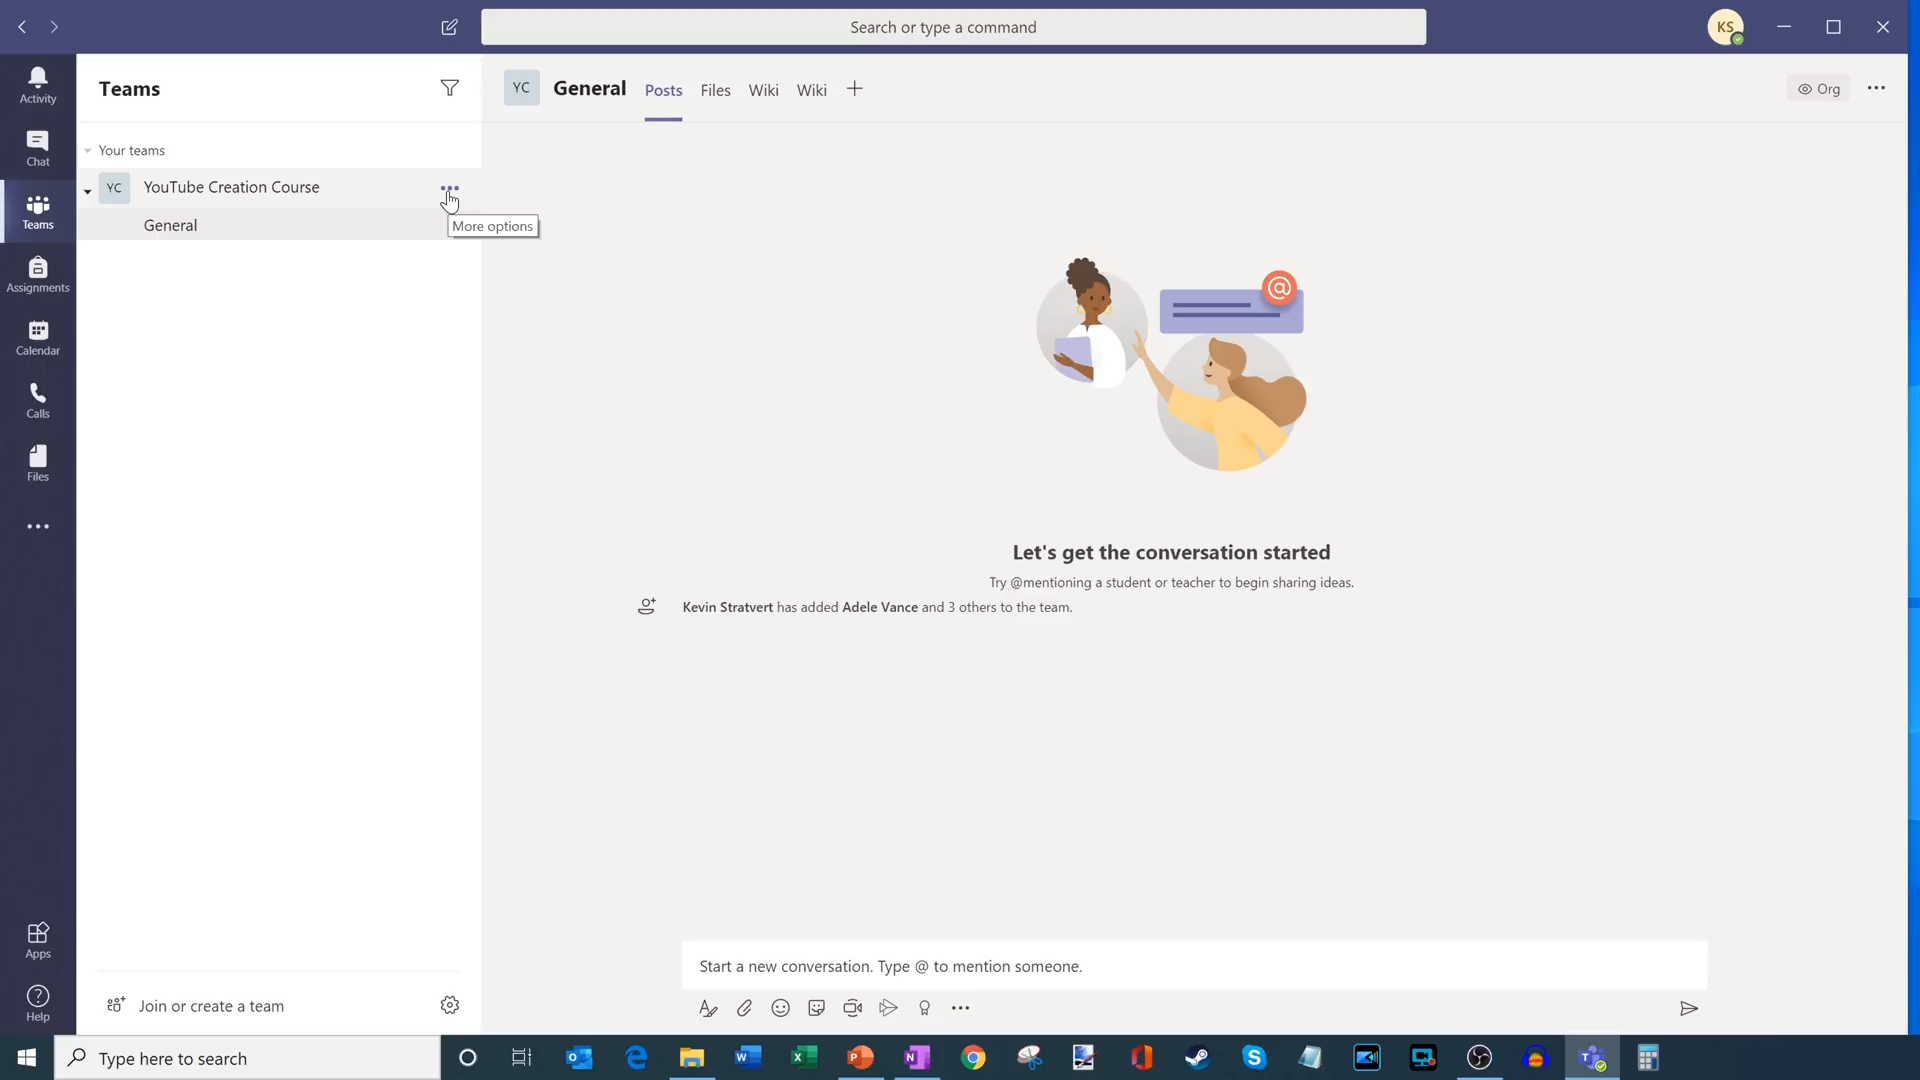 Search or type a command
KS
Activity
Chat
Teams
Assignments
Calendar
Calls
Files
Apps
Help
Teams
Your teams
YC YouTube Creation Course
General
More options
Join or create a team
YC General Posts Files Wiki Wiki
Org
@
Let's get the conversation started
Try @mentioning a student or teacher to begin sharing ideas.
Kevin Stratvert has added Adele Vance and 3 others to the team.
Start a new conversation. Type @ to mention someone.
Type here to search